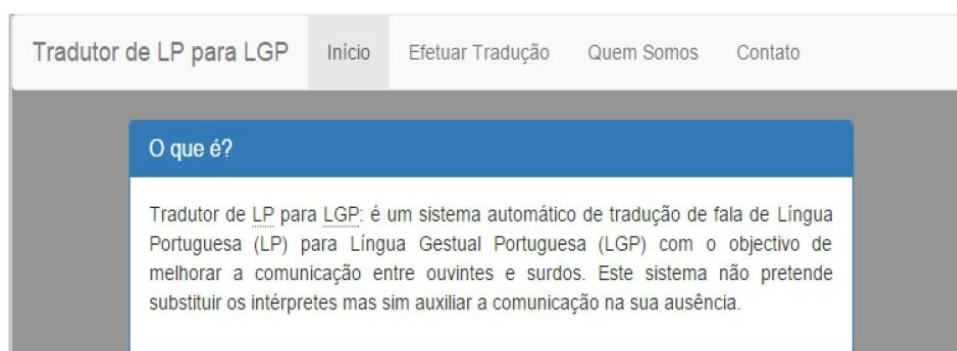 Tradutor de LP para LGP Início Efetuar Tradução Quem Somos Contato
O que é?
Tradutor de LP para LGP: é um sistema automático de tradução de fala de Língua
Portuguesa (LP) para Língua Gestual Portuguesa (LGP) com o objectivo de
melhorar a comunicação entre ouvintes e surdos. Este sistema não pretende
substituir os intérpretes mas sim auxiliar a comunicação na sua ausência.